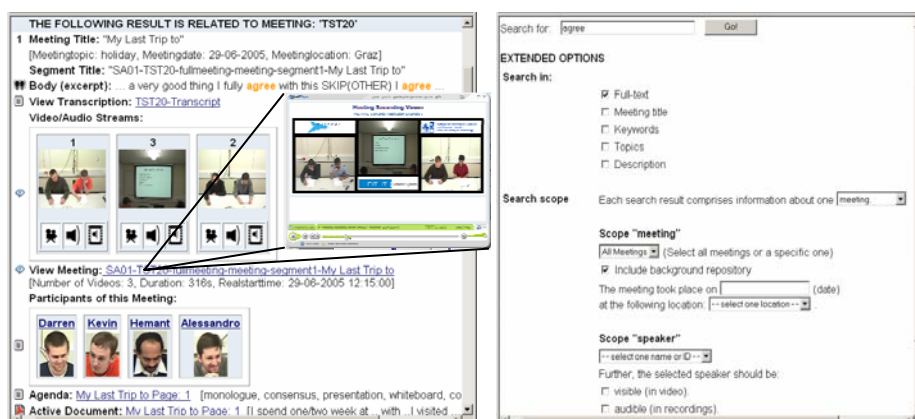 THE FOLLOWING RESULT IS RELATED TO MEETING: 'TST20'
1 Meeting Title: "My Last Trip to"
[Meetingtopic: holiday, Meetingdate: 29-06-2005, Meetinglocation: Graz]
Segment Title: "SA01-TST20-fullmeeting-meeting-segment1-My Last Trip to"
Body (excerpt): ... a very good thing I fully agree with this SKIP(OTHER) I agree ...
View Transcription: TST20-Transcript
Video/Audio Streams:
1 3 2
Meeting Recording Viewer
View Meeting: SA01-TST20-fullmeeting-meeting-segment1-My Last Trip to
[Number of Videos: 3, Duration: 316s, Realstarttime: 29-06-2005 12:15:00]
Participants of this Meeting:
Darren Kevin Hemant Alessandro
Agenda: My Last Trip to Page: 1 [monologue, consensus, presentation, whiteboard, co
Active Document: My Last Trip to Page: 1 [I spend one/two week at ...with ...I visited
Search for: agree Go!
EXTENDED OPTIONS
Search in:
Full-text
Meeting title
Keywords
Topics
Description
Search scope Each search result comprises information about one meeting.
Scope "meeting"
All Meetings (Select all meetings or a specific one)
Include background repository
The meeting took place on (date)
at the following location: -- select one location -- .
Scope "speaker"
-- select one name or ID --
Further, the selected speaker should be:
visible (in video).
audible (in recordings).